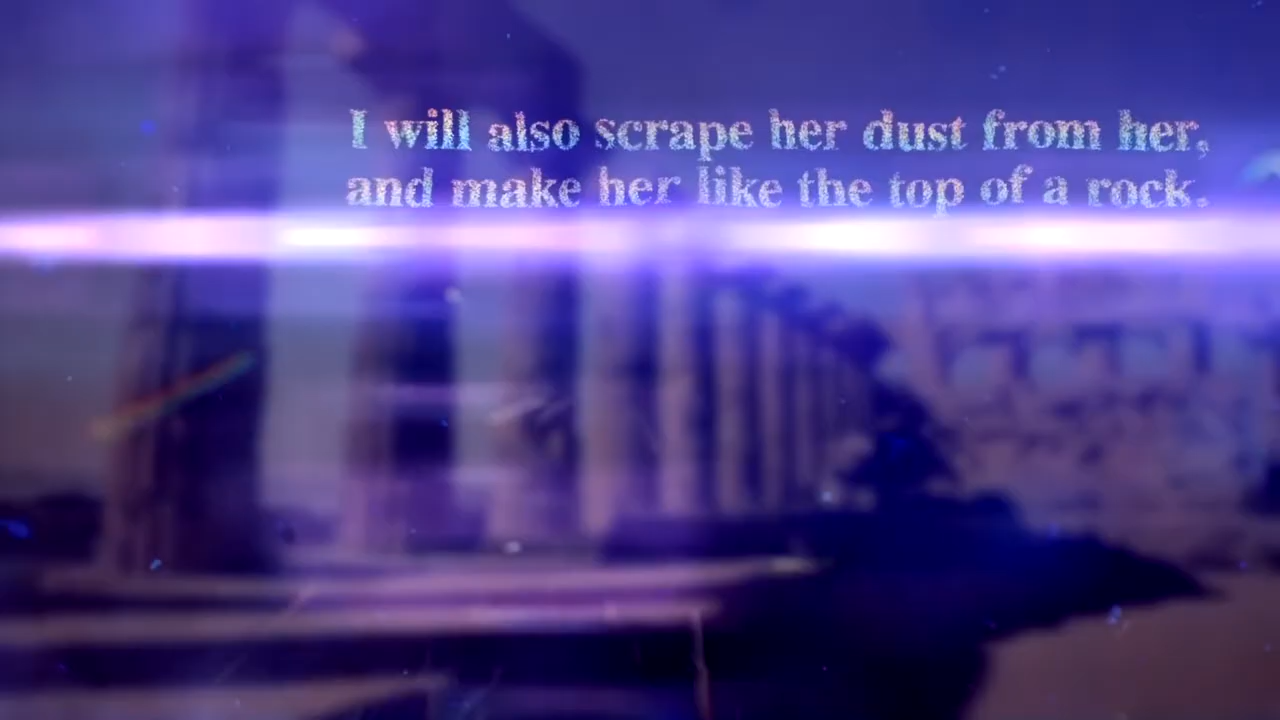 I will also scrape her dust from her,
and make her like the top of a rock.